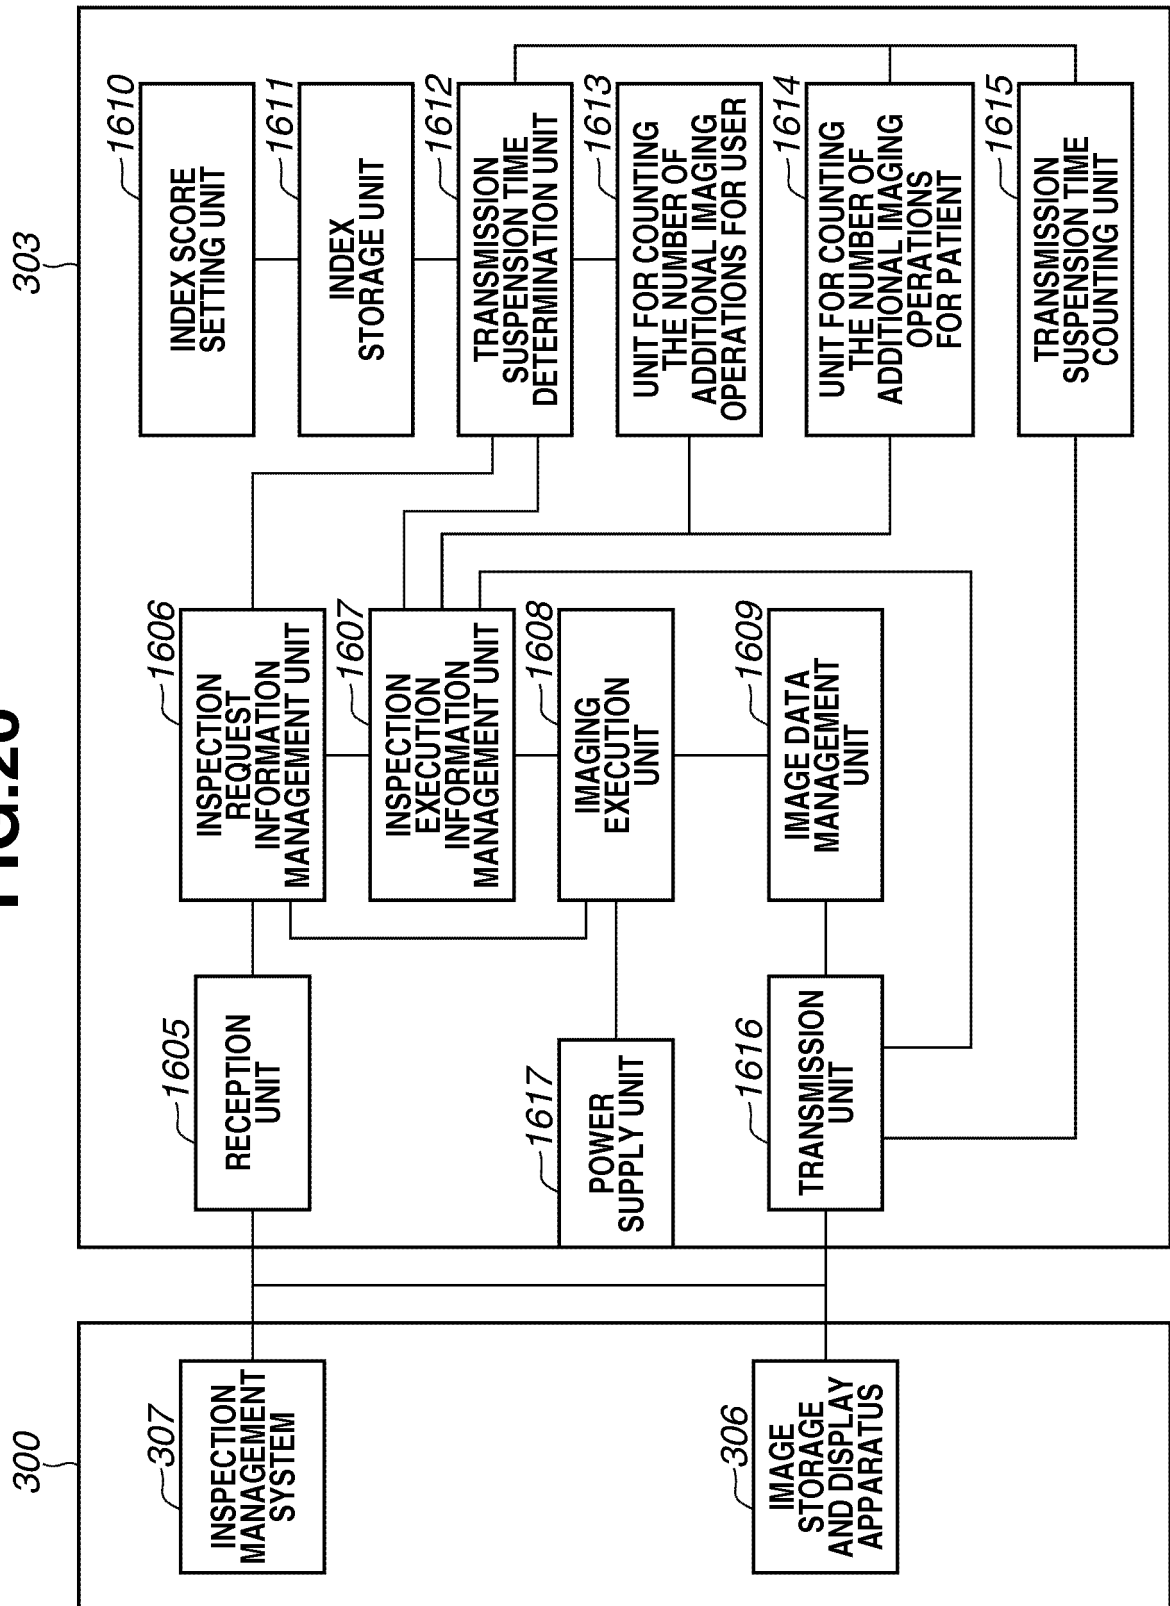 300
303
307
INSPECTION
MANAGEMENT
SYSTEM
306
IMAGE
STORAGE
AND DISPLAY
APPARATUS
1605
RECEPTION
UNIT
1617
POWER
SUPPLY UNIT
1616
TRANSMISSION
UNIT
1606
INSPECTION
REQUEST
INFORMATION
MANAGEMENT UNIT
1607
INSPECTION
EXECUTION
INFORMATION
MANAGEMENT UNIT
1608
IMAGING
EXECUTION
UNIT
1609
IMAGE DATA
MANAGEMENT
UNIT
1610
INDEX SCORE
SETTING UNIT
1611
INDEX
STORAGE UNIT
1612
TRANSMISSION
SUSPENSION TIME
DETERMINATION UNIT
1613
UNIT FOR COUNTING
THE NUMBER OF
ADDITIONAL IMAGING
OPERATIONS FOR USER
1614
UNIT FOR COUNTING
THE NUMBER OF
ADDITIONAL IMAGING
OPERATIONS
FOR PATIENT
1615
TRANSMISSION
SUSPENSION TIME
COUNTING UNIT